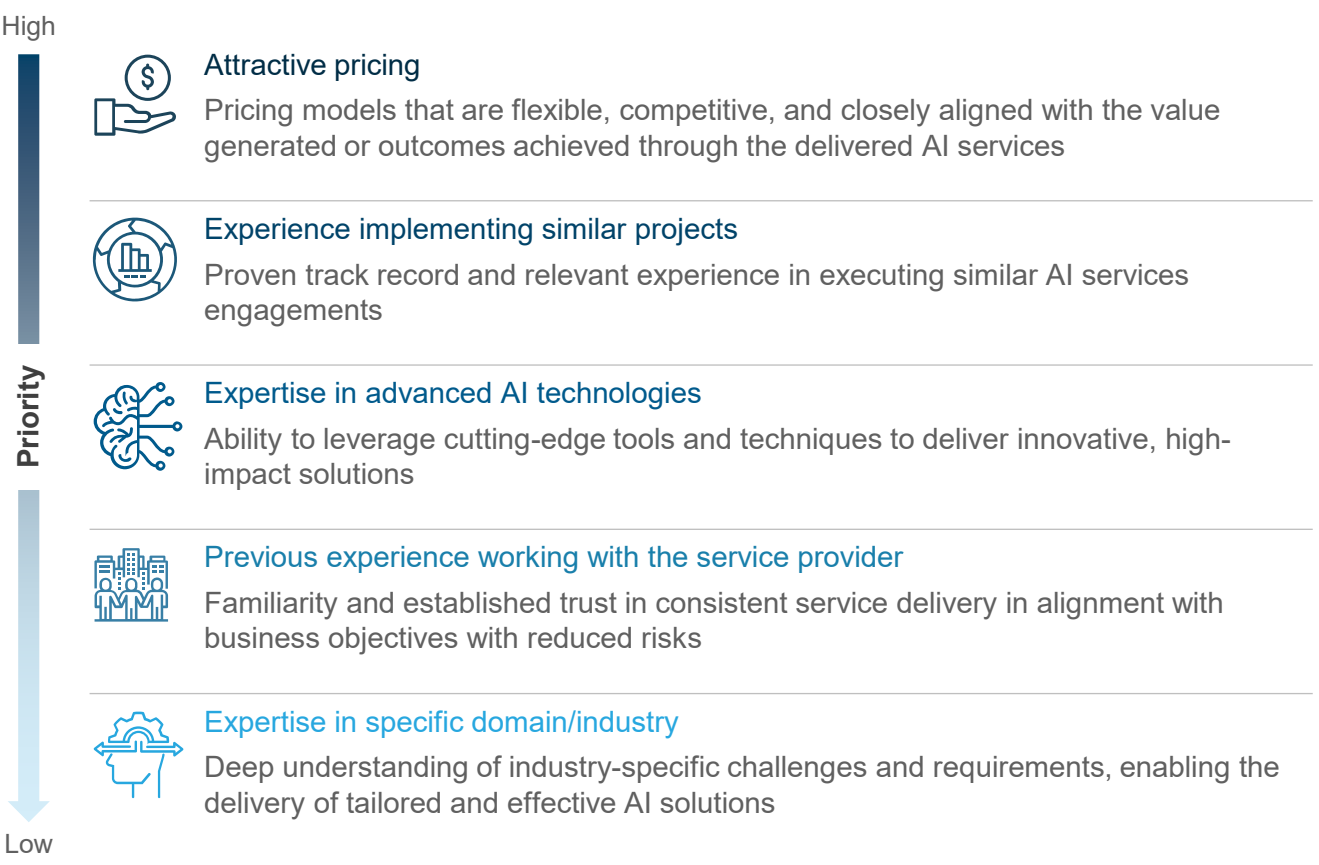 High
Attractive pricing
Pricing models that are flexible, competitive, and closely aligned with the value
generated or outcomes achieved through the delivered AI services
Experience implementing similar projects
Proven track record and relevant experience in executing similar AI services
engagements
Priority
Expertise in advanced AI technologies
Ability to leverage cutting-edge tools and techniques to deliver innovative, high-
impact solutions
Previous experience working with the service provider
Familiarity and established trust in consistent service delivery in alignment with
business objectives with reduced risks
Expertise in specific domain/industry
Deep understanding of industry-specific challenges and requirements, enabling the
delivery of tailored and effective AI solutions
Low